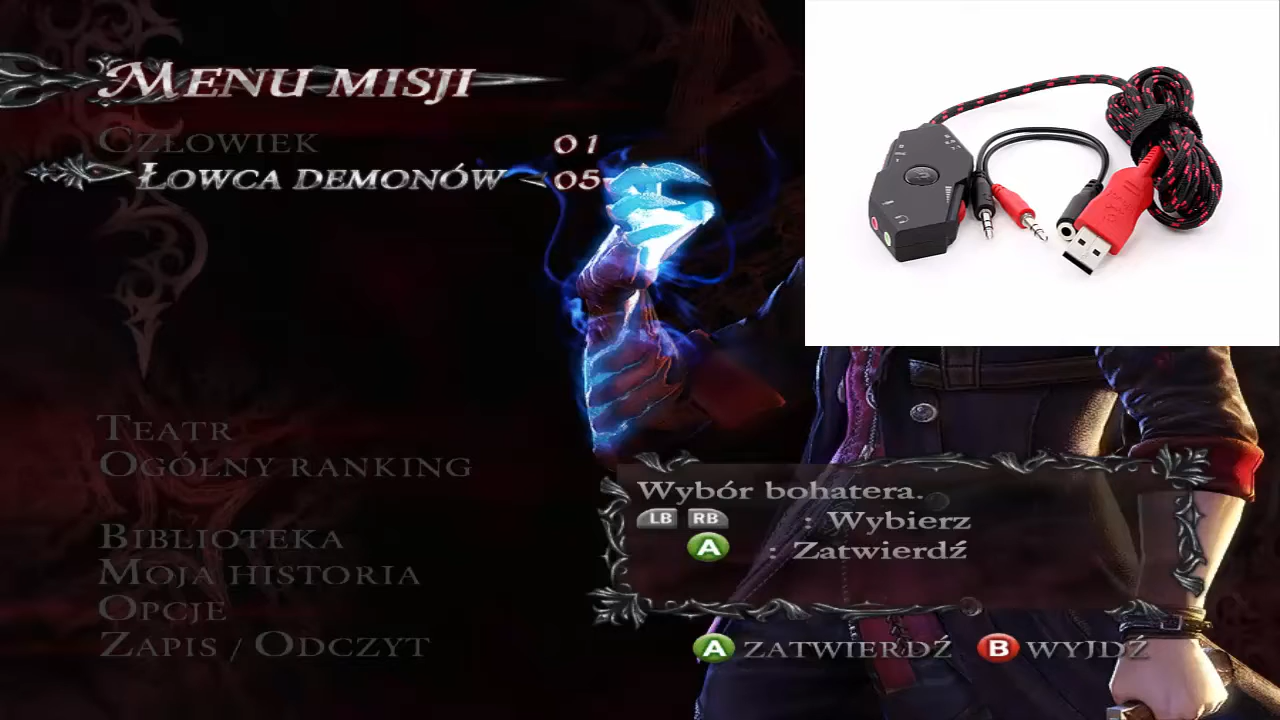 MENU MISJI
CZŁOWIEK 01
ŁOWCA DEMONÓW 05
TEATR
OGÓLNY RANKING
BIBLIOTEKA
MOJA HISTORIA
OPCJE
ZAPIS / ODCZYT
Wybór bohatera.
LB RB : Wybierz
A : Zatwierdź
A ZATWIERDŹ B WYJDŹ